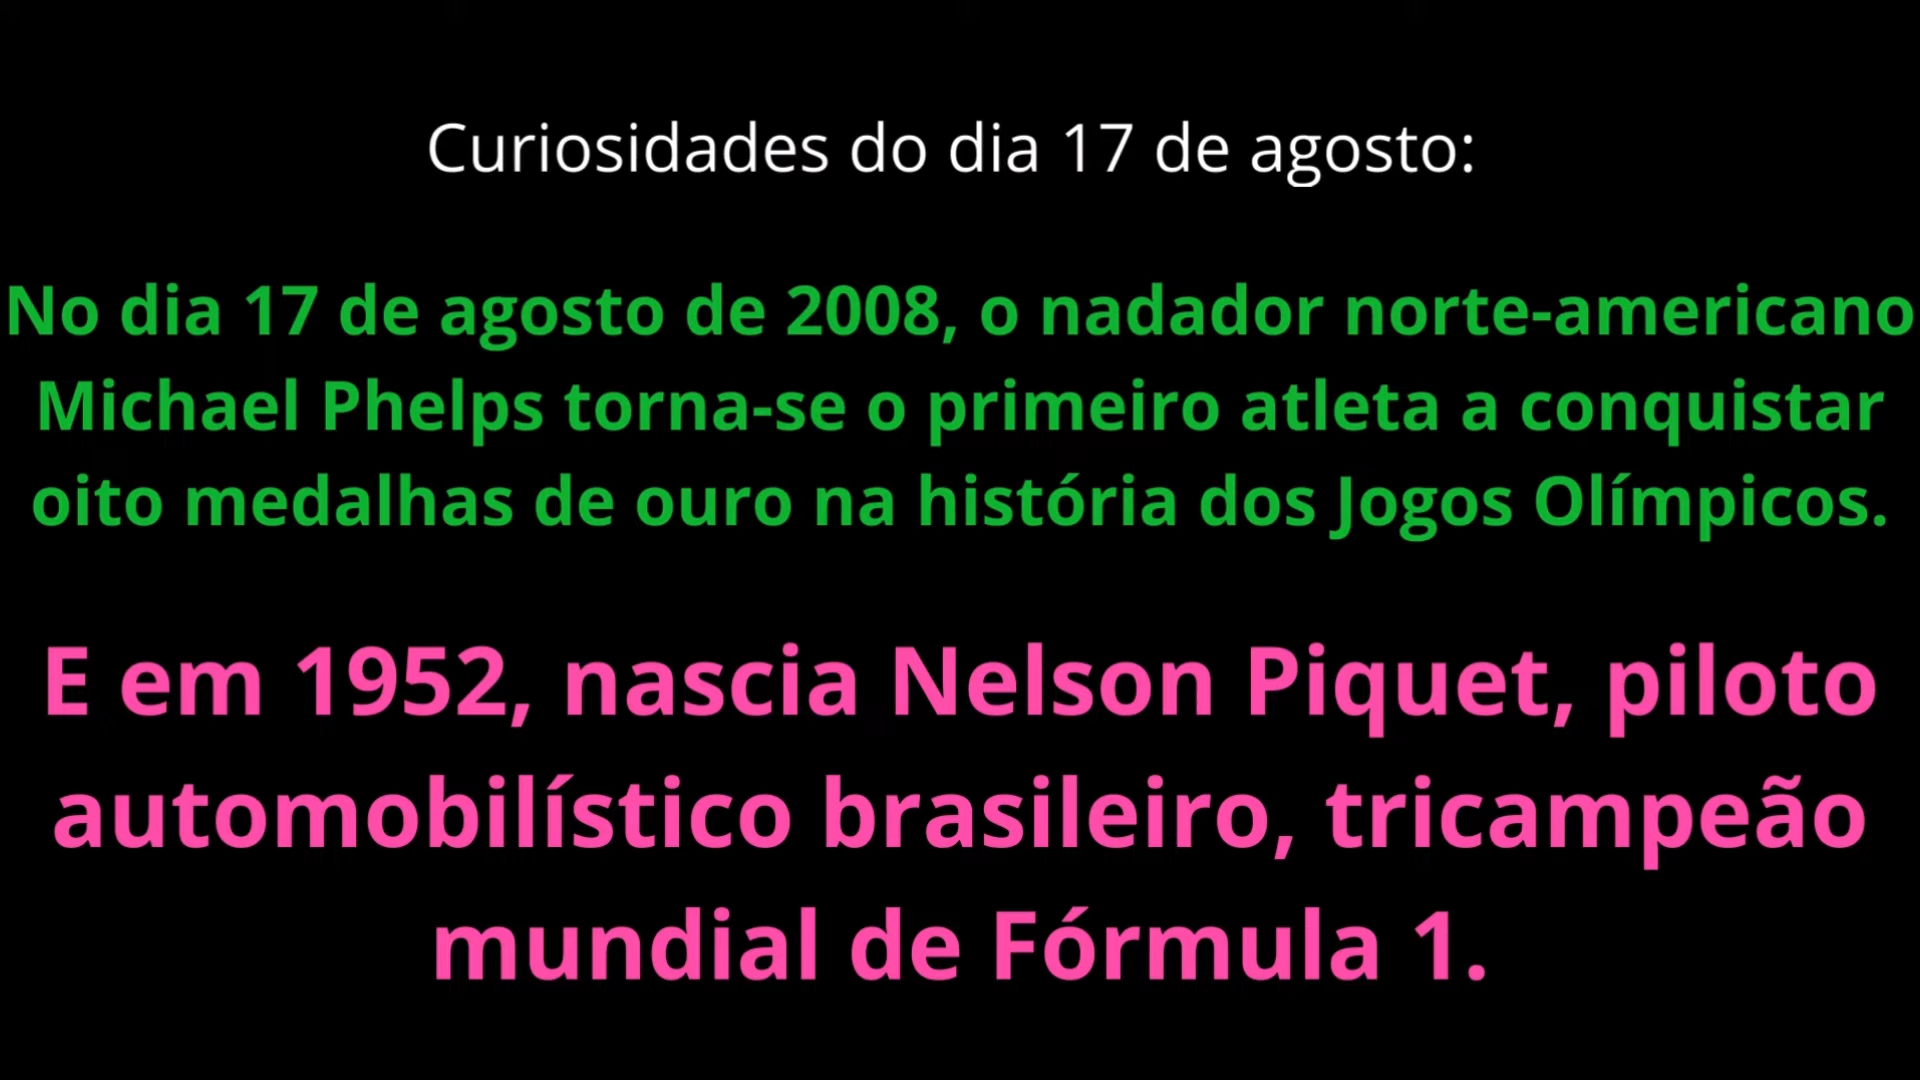 Curiosidades do dia 17 de agosto:
No dia 17 de agosto de 2008, o nadador norte-americano
Michael Phelps torna-se o primeiro atleta a conquistar
oito medalhas de ouro na história dos Jogos Olímpicos.
E em 1952, nascia Nelson Piquet, piloto
automobilístico brasileiro, tricampeão
mundial de Fórmula 1.